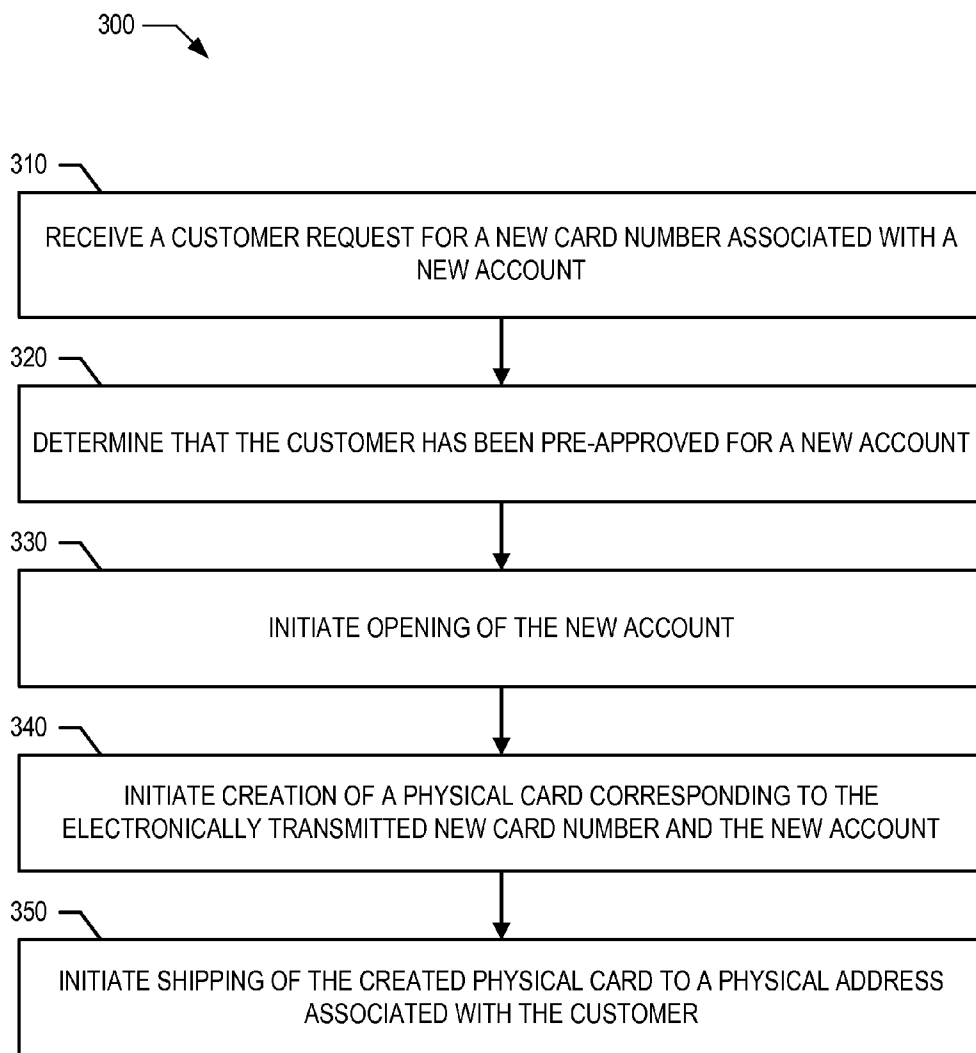 300
310
RECEIVE A CUSTOMER REQUEST FOR A NEW CARD NUMBER ASSOCIATED WITH A
NEW ACCOUNT
320
DETERMINE THAT THE CUSTOMER HAS BEEN PRE-APPROVED FOR A NEW ACCOUNT
330
INITIATE OPENING OF THE NEW ACCOUNT
340
INITIATE CREATION OF A PHYSICAL CARD CORRESPONDING TO THE
ELECTRONICALLY TRANSMITTED NEW CARD NUMBER AND THE NEW ACCOUNT
350
INITIATE SHIPPING OF THE CREATED PHYSICAL CARD TO A PHYSICAL ADDRESS
ASSOCIATED WITH THE CUSTOMER